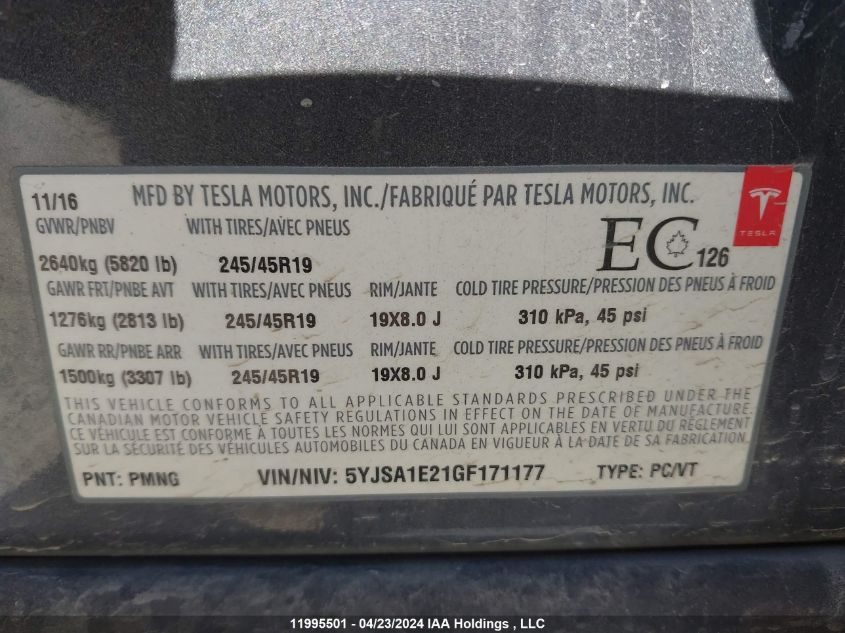 11/16 MFD BY TESLA MOTORS, INC./FABRIQUÉ PAR TESLA MOTORS, INC.
GVWR/PNBV WITH TIRES/AVEC PNEUS
EC 126
TESLA
2640kg (5820 lb) 245/45R19
GAWR FRT/PNBE AVT WITH TIRES/AVEC PNEUS RIM/JANTE COLD TIRE PRESSURE/PRESSION DES PNEUS À FROID
1276kg (2813 lb) 245/45R19 19X8.0 J 310 kPa, 45 psi
GAWR RR/PNBE ARR WITH TIRES/AVEC PNEUS RIM/JANTE COLD TIRE PRESSURE/PRESSION DES PNEUS À FROID
1500kg (3307 lb) 245/45R19 19X8.0 J 310 kPa, 45 psi
THIS VEHICLE CONFORMS TO ALL APPLICABLE STANDARDS PRESCRIBED UNDER THE
CANADIAN MOTOR VEHICLE SAFETY REGULATIONS IN EFFECT ON THE DATE OF MANUFACTURE.
CE VÉHICULE EST CONFORME À TOUTES LES NORMES QUI LUI SONT APPLICABLES EN VERTU DU RÈGLEMENT
SUR LA SÉCURITÉ DES VÉHICULES AUTOMOBILES DU CANADA EN VIGUEUR À LA DATE DE SA FABRICATION.
PNT: PMNG VIN/NIV: 5YJSA1E21GF171177 TYPE: PC/VT
11995501 - 04/23/2024 IAA Holdings , LLC